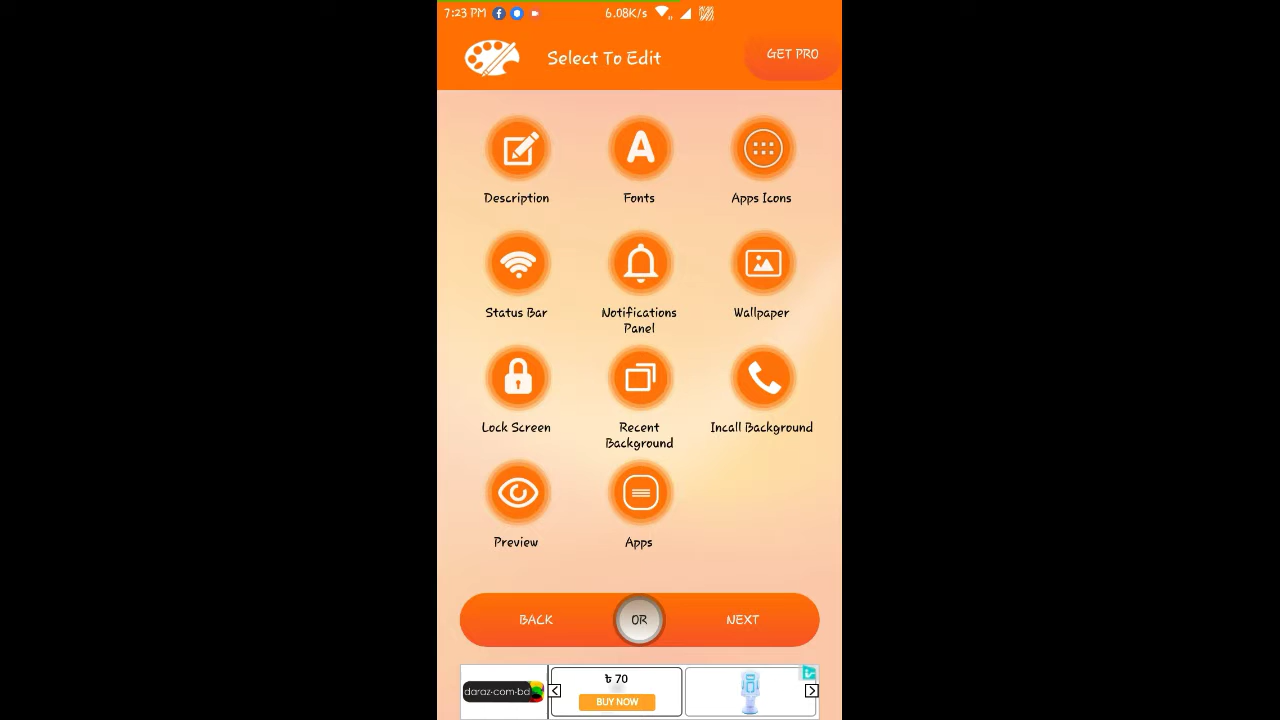 7:23 PM 6.08K/s
Select To Edit
GET PRO
Description
Fonts
Apps Icons
Status Bar
Notifications
Panel
Wallpaper
Lock Screen
Recent
Background
Incall Background
Preview
Apps
BACK
OR
NEXT
daraz-com-bd
৳ 70
BUY NOW